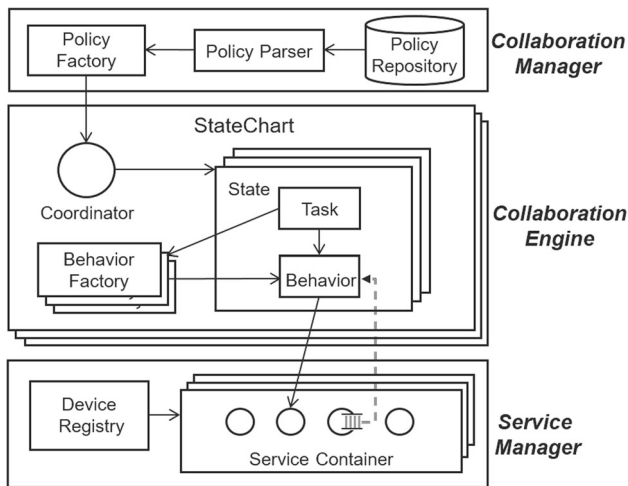 Policy
Factory
Policy Parser
Policy
Repository
Collaboration
Manager
StateChart
Coordinator
State
Task
Behavior
Factory
Behavior
Collaboration
Engine
Device
Registry
Service Container
Service
Manager